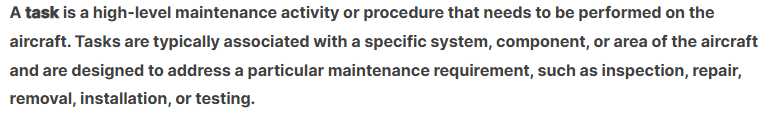 A task is a high-level maintenance activity or procedure that needs to be performed on the
aircraft. Tasks are typically associated with a specific system, component, or area of the aircraft
and are designed to address a particular maintenance requirement, such as inspection, repair,
removal, installation, or testing.